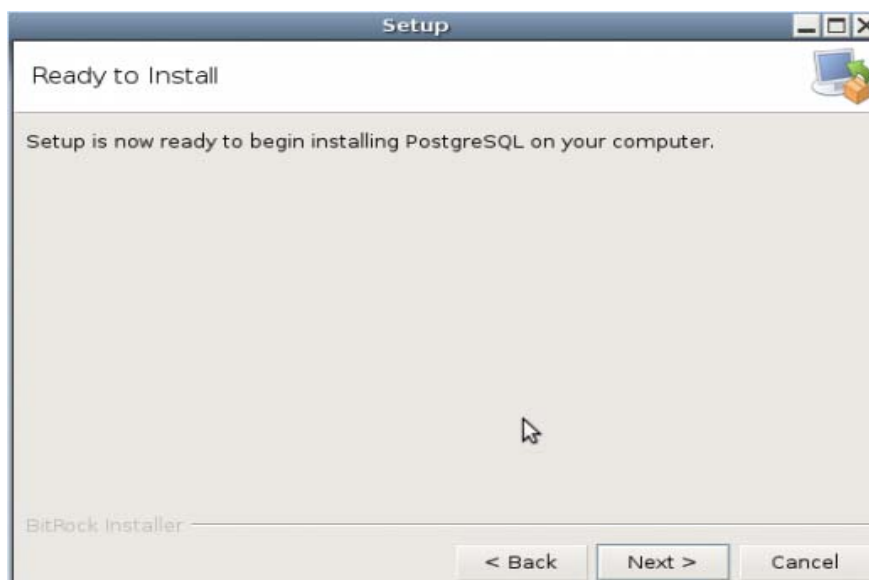 Setup
Ready to Install
Setup is now ready to begin installing PostgreSQL on your computer.
BitRock Installer
< Back
Next >
Cancel